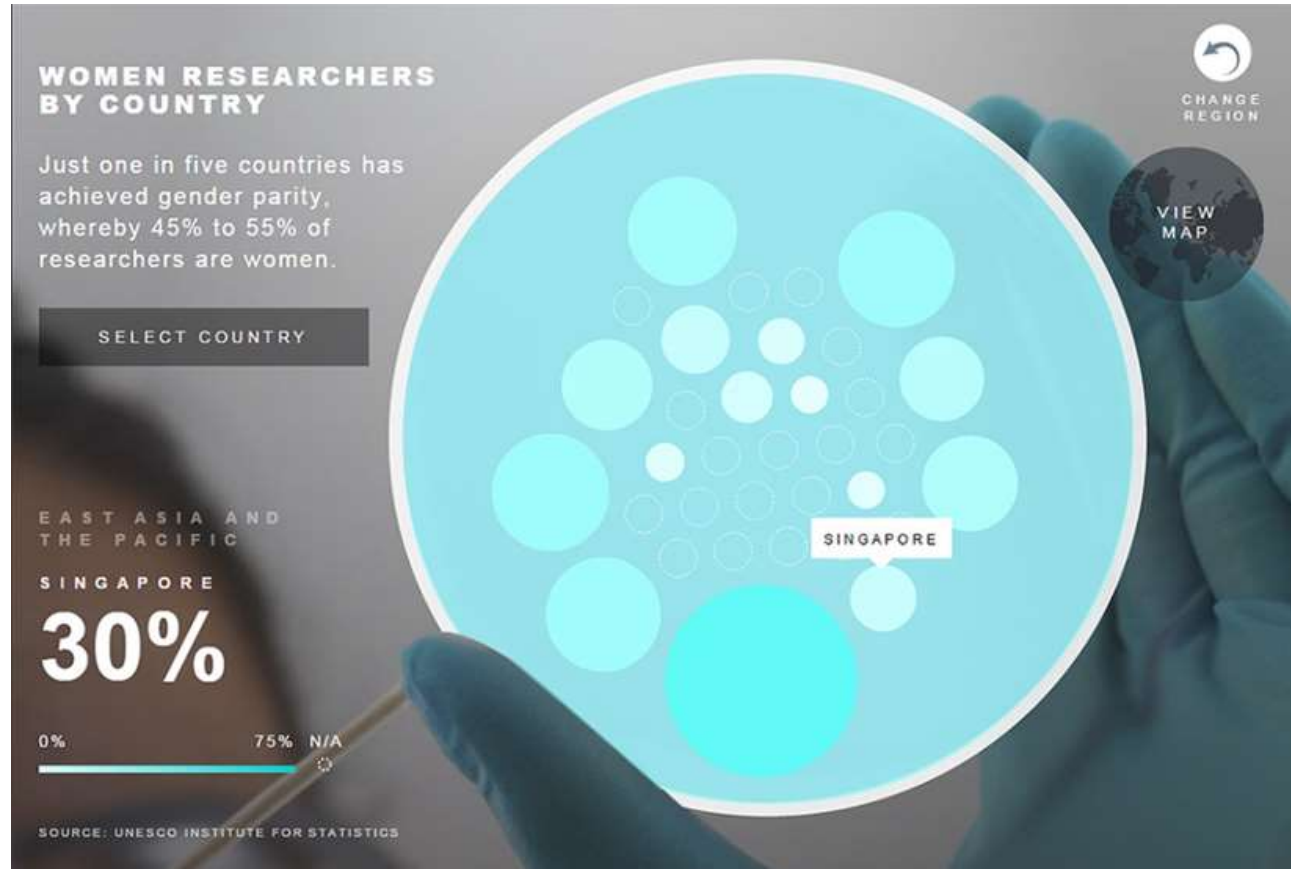 WOMEN RESEARCHERS
BY COUNTRY
Just one in five countries has
achieved gender parity,
whereby 45% to 55% of
researchers are women.
SELECT COUNTRY
EAST ASIA AND
THE PACIFIC
SINGAPORE
30%
0% 75% N/A
SOURCE: UNESCO INSTITUTE FOR STATISTICS
SINGAPORE
CHANGE
REGION
VIEW
MAP